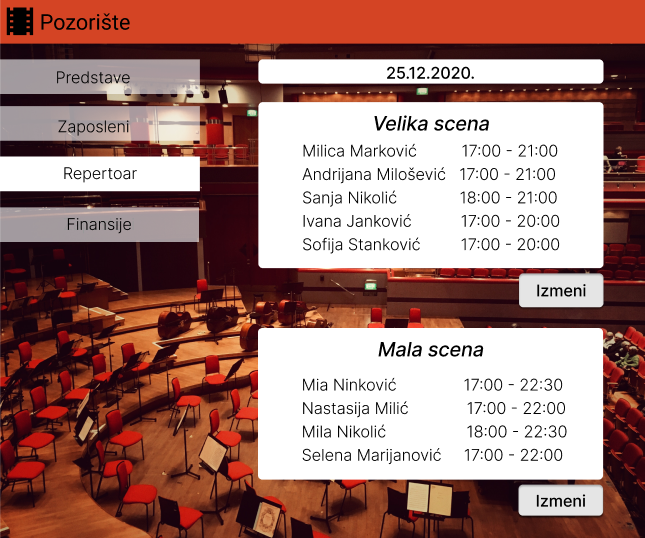 Pozorište
Predstave
Zaposleni
Repertoar
Finansije
25.12.2020.
Velika scena
Milica Marković 17:00 - 21:00
Andrijana Milošević 17:00 - 21:00
Sanja Nikolić 18:00 - 21:00
Ivana Janković 17:00 - 20:00
Sofija Stanković 17:00 - 20:00
Izmeni
Mala scena
Mia Ninković 17:00 - 22:30
Nastasija Milić 17:00 - 22:00
Mila Nikolić 18:00 - 22:30
Selena Marijanović 17:00 - 22:00
Izmeni